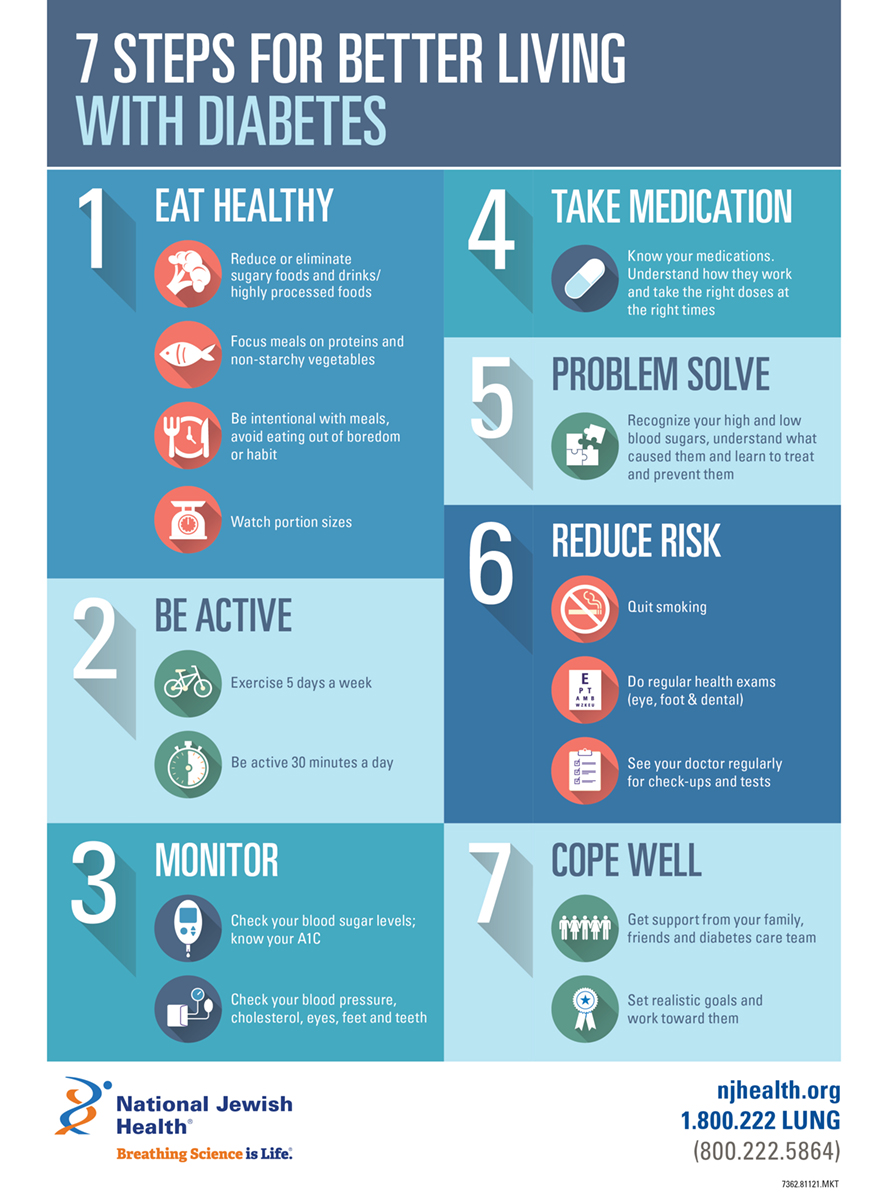 7 STEPS FOR BETTER LIVING
WITH DIABETES
1
EAT HEALTHY
Reduce or eliminate
sugary foods and drinks/
highly processed foods
Focus meals on proteins and
non-starchy vegetables
Be intentional with meals,
avoid eating out of boredom
or habit
Watch portion sizes
2
BE ACTIVE
Exercise 5 days a week
Be active 30 minutes a day
3
MONITOR
Check your blood sugar levels;
know your A1C
Check your blood pressure,
cholesterol, eyes, feet and teeth
4
TAKE MEDICATION
Know your medications.
Understand how they work
and take the right doses at
the right times
5
PROBLEM SOLVE
Recognize your high and low
blood sugars, understand what
caused them and learn to treat
and prevent them
6
REDUCE RISK
Quit smoking
E
P T
A M B
W Z K E U
Do regular health exams
(eye, foot & dental)
See your doctor regularly
for check-ups and tests
7
COPE WELL
Get support from your family,
friends and diabetes care team
Set realistic goals and
work toward them
National Jewish
Health®
Breathing Science is Life.®
njhealth.org
1.800.222 LUNG
(800.222.5864)
7362.81121.MKT